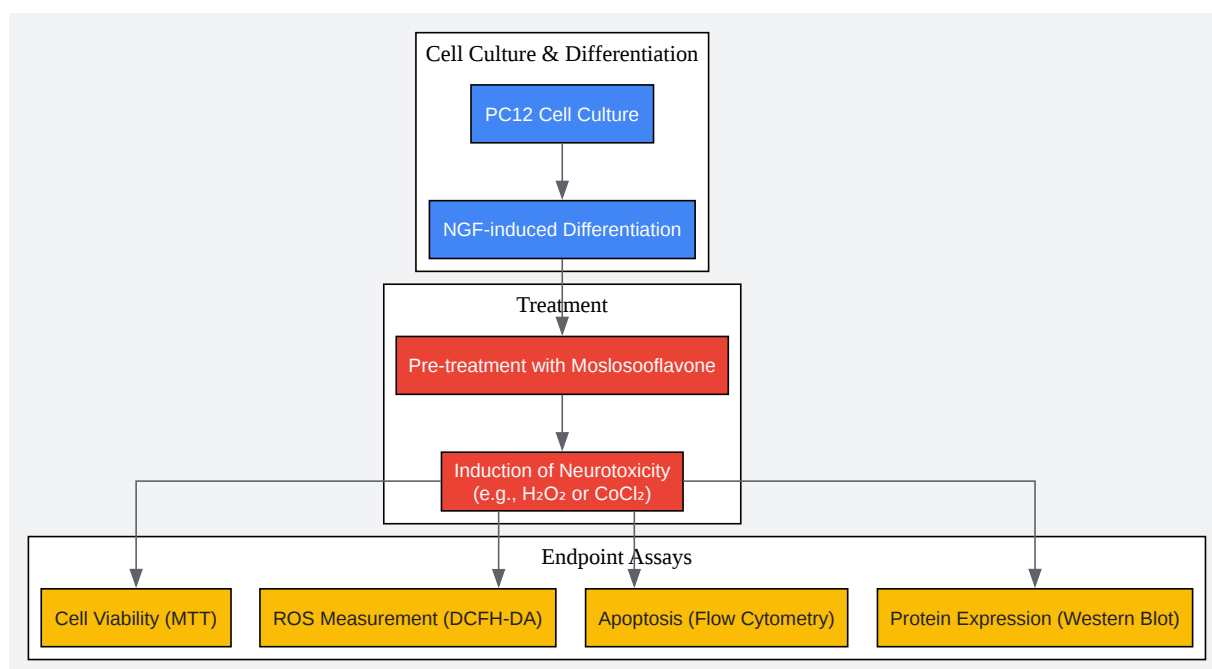 Cell Culture & Differentiation
PC12 Cell Culture
NGF-induced Differentiation
Treatment
Pre-treatment with Moslosooflavone
Induction of Neurotoxicity
(e.g., H₂O₂ or CoCl₂)
Endpoint Assays
Cell Viability (MTT)
ROS Measurement (DCFH-DA)
Apoptosis (Flow Cytometry)
Protein Expression (Western Blot)